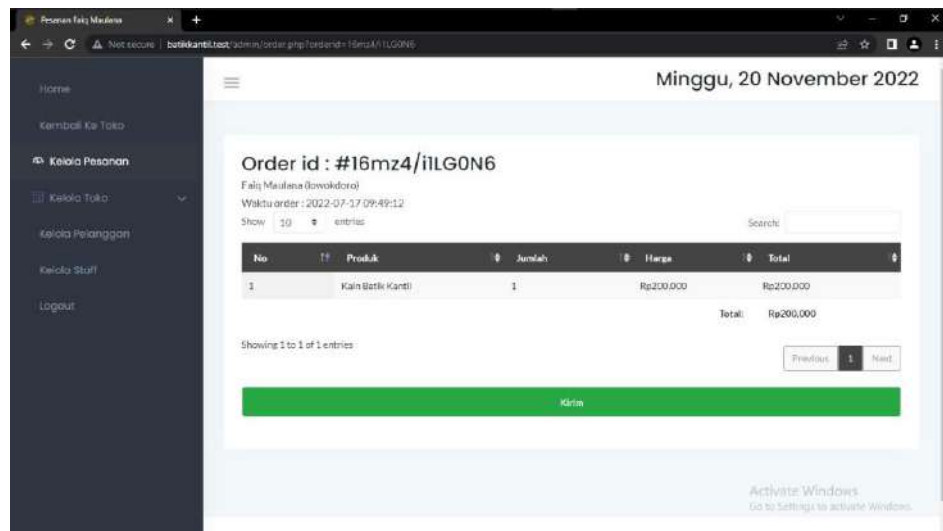 Pesanan Faiq Maulana
Not secure | batikkantil.test/admin/order.php?orderid=16mz4/i1LG0N6
Minggu, 20 November 2022
Home
Kembali Ke Toko
Kelola Pesanan
Kelola Toko
Kelola Pelanggan
Kelola Staff
Logout
Order id : #16mz4/i1LG0N6
Faiq Maulana (lowokdoro)
Waktu order : 2022-07-17 09:49:12
Show 10 entries
Search:
No Produk Jumlah Harga Total
1 Kain Batik Kantil 1 Rp200,000 Rp200,000
Total: Rp200,000
Showing 1 to 1 of 1 entries
Previous 1 Next
Kirim
Activate Windows
Go to Settings to activate Windows.